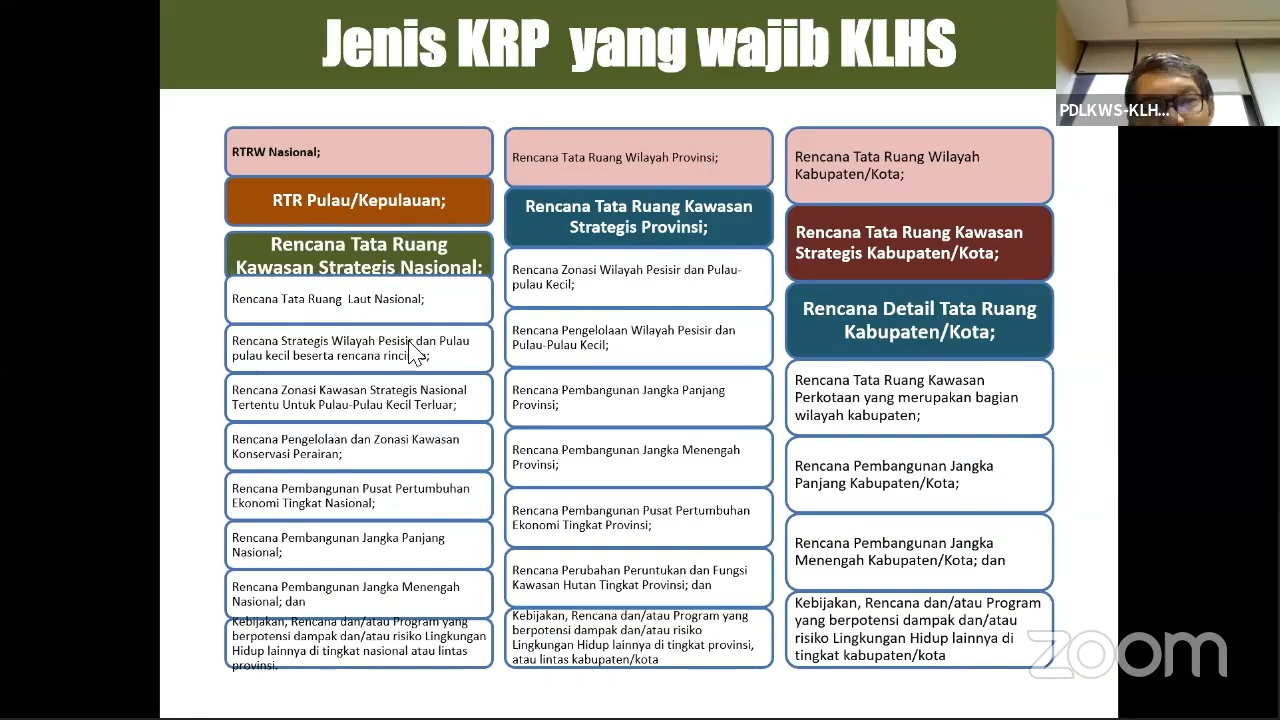 Jenis KRP yang wajib KLHS
PDLKWS-KLH...
RTRW Nasional;
RTR Pulau/Kepulauan;
Rencana Tata Ruang
Kawasan Strategis Nasional;
Rencana Tata Ruang Laut Nasional;
Rencana Strategis Wilayah Pesisir dan Pulau
pulau kecil beserta rencana
Rencana Zonasi Kawasan Strategis Nasional
Tertentu Untuk Pulau-Pulau Kecil Terluar;
Rencana Pengelolaan dan Zonasi Kawasan
Konservasi Perairan;
Rencana Pembangunan Pusat Pertumbuhan
Ekonomi Tingkat Nasional;
Rencana Pembangunan Jangka Panjang
Nasional;
Rencana Pembangunan Jangka Menengah
Nasional; dan
Kebijakan, Rencana dan/atau Program yang
berpotensi dampak dan/atau risiko Lingkungan
Hidup lainnya di tingkat nasional atau lintas
provinsi.
Rencana Tata Ruang Wilayah Provinsi;
Rencana Tata Ruang Kawasan
Strategis Provinsi;
Rencana Zonasi Wilayah Pesisir dan Pulau-
pulau Kecil;
Rencana Pengelolaan Wilayah Pesisir dan
Pulau-Pulau Kecil;
Rencana Pembangunan Jangka Panjang
Provinsi;
Rencana Pembangunan Jangka Menengah
Provinsi;
Rencana Pembangunan Pusat Pertumbuhan
Ekonomi Tingkat Provinsi;
Rencana Perubahan Peruntukan dan Fungsi
Kawasan Hutan Tingkat Provinsi; dan
Kebijakan, Rencana dan/atau Program yang
berpotensi dampak dan/atau risiko
Lingkungan Hidup lainnya di tingkat provinsi,
atau lintas kabupaten/kota
Rencana Tata Ruang Wilayah
Kabupaten/Kota;
Rencana Tata Ruang Kawasan
Strategis Kabupaten/Kota;
Rencana Detail Tata Ruang
Kabupaten/Kota;
Rencana Tata Ruang Kawasan
Perkotaan yang merupakan bagian
wilayah kabupaten;
Rencana Pembangunan Jangka
Panjang Kabupaten/Kota;
Rencana Pembangunan Jangka
Menengah Kabupaten/Kota; dan
Kebijakan, Rencana dan/atau Program
yang berpotensi dampak dan/atau
risiko Lingkungan Hidup lainnya di
tingkat kabupaten/kota
zoom